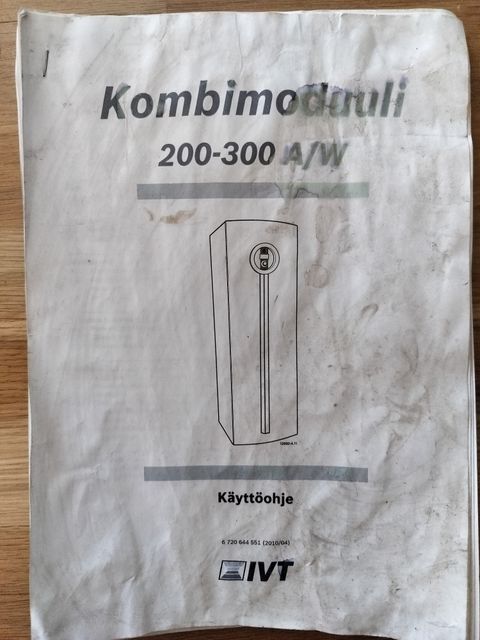 Kombimoduuli
200-300 A/W
Käyttöohje
6 720 644 551 (2010/04)
IVT